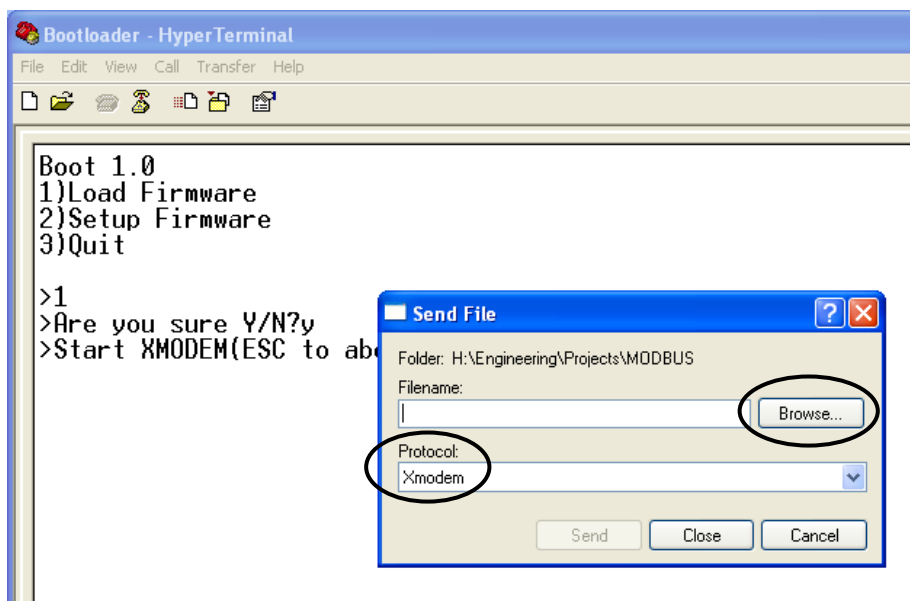 Bootloader - HyperTerminal
File Edit View Call Transfer Help
Boot 1.0
1)Load Firmware
2)Setup Firmware
3)Quit
>1
>Are you sure Y/N?y
>Start XMODEM(ESC to
Send File
Folder: H:\Engineering\Projects\MODBUS
Filename:
Browse...
Protocol:
Xmodem
Send Close Cancel